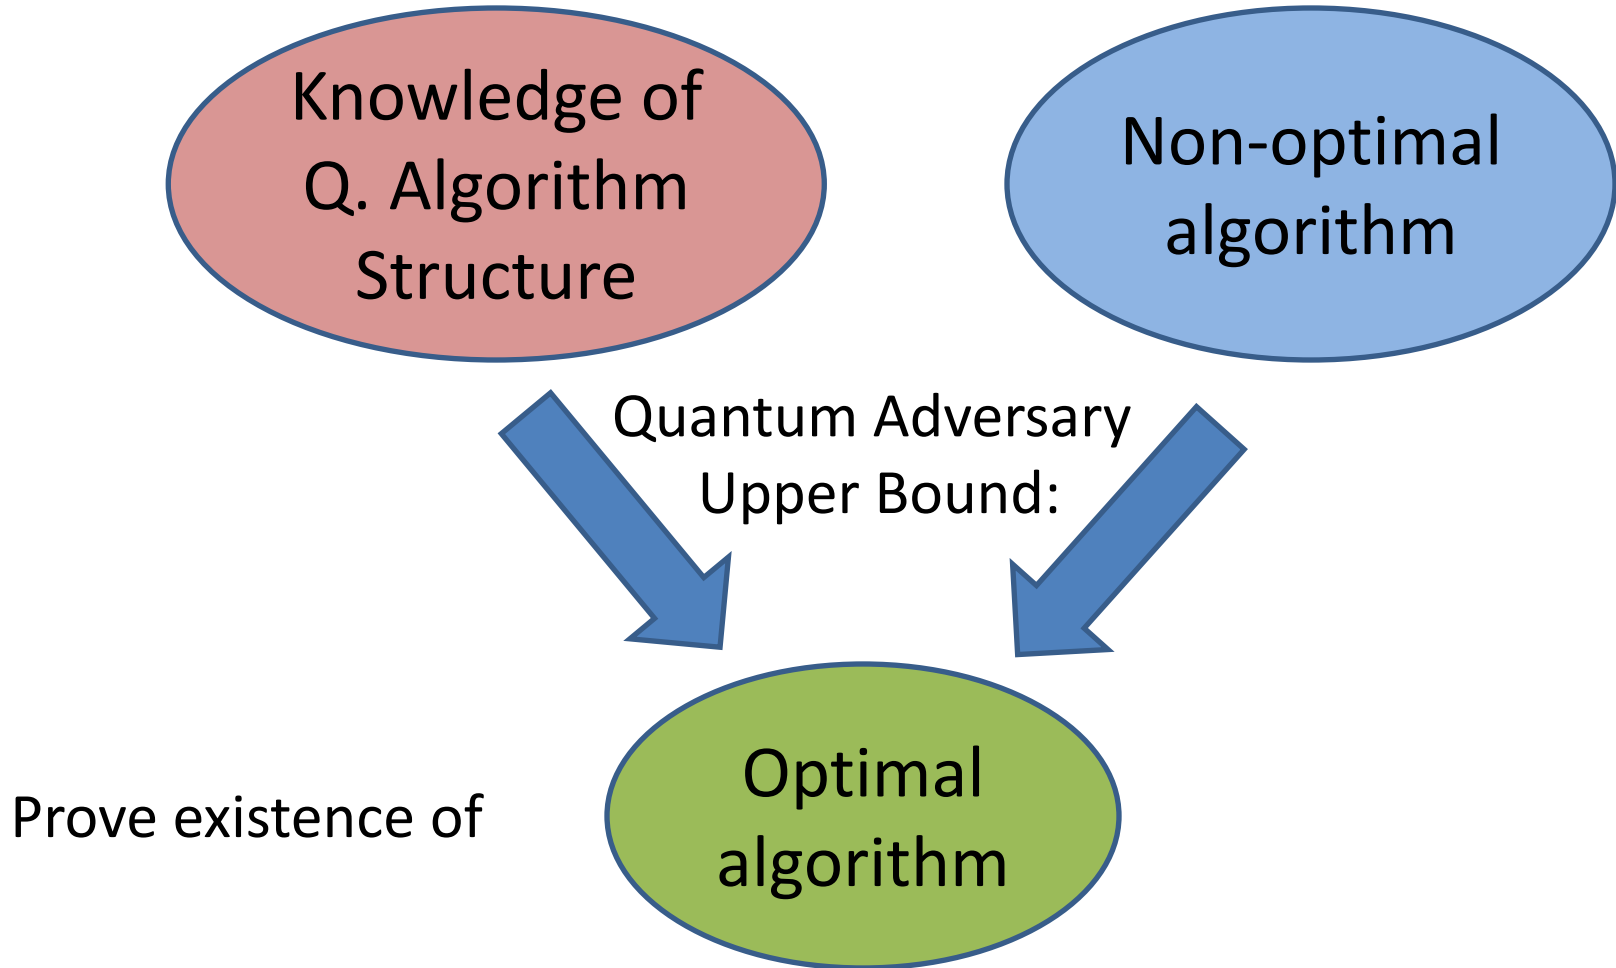 Knowledge of
Q. Algorithm
Structure
Non-optimal
algorithm
Quantum Adversary
Upper Bound:
Prove existence of
Optimal
algorithm